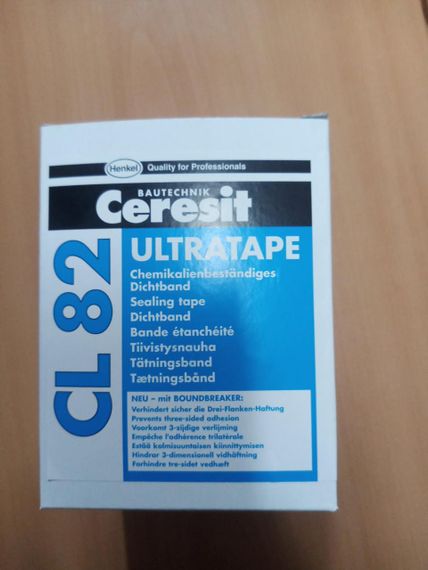 Henkel Quality for Professionals
BAUTECHNIK
Ceresit
CL 82
ULTRATAPE
Chemikalienbeständiges
Dichtband
Sealing tape
Dichtband
Bande étanchéité
Tiivistysnauha
Tätningsband
Tætningsbånd
NEU – mit BOUNDBREAKER:
Verhindert sicher die Drei-Flanken-Haftung
Prevents three-sided adhesion
Voorkomt 3-zijdige verlijming
Empêche l'adhérence trilatérale
Estää kolmisuuntaisen kiinnittymisen
Hindrar 3-dimensionell vidhäftning
Forhindre tre-sidet vedhæft